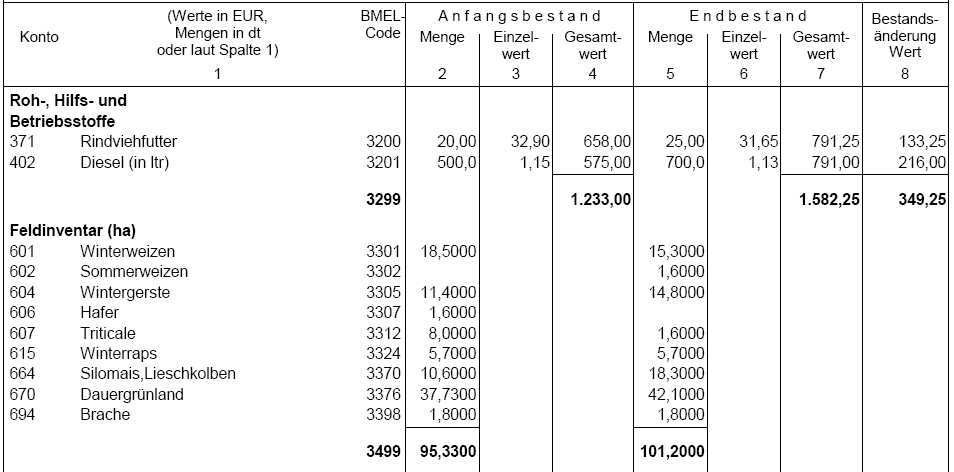 (Werte in EUR, BMEL- Anfangsbestand Endbestand Bestands-
Konto Mengen in dt Code Menge Einzel- Gesamt- Menge Einzel- Gesamt- änderung
oder laut Spalte 1) wert wert wert wert Wert
1 2 3 4 5 6 7 8
Roh-, Hilfs- und
Betriebsstoffe
371 Rindviehfutter 3200 20,00 32,90 658,00 25,00 31,65 791,25 133,25
402 Diesel (in ltr) 3201 500,0 1,15 575,00 700,0 1,13 791,00 216,00
3299 1.233,00 1.582,25 349,25
Feldinventar (ha)
601 Winterweizen 3301 18,5000 15,3000
602 Sommerweizen 3302 1,6000
604 Wintergerste 3305 11,4000 14,8000
606 Hafer 3307 1,6000
607 Triticale 3312 8,0000 1,6000
615 Winterraps 3324 5,7000 5,7000
664 Silomais,Lieschkolben 3370 10,6000 18,3000
670 Dauergrünland 3376 37,7300 42,1000
694 Brache 3398 1,8000 1,8000
3499 95,3300 101,2000